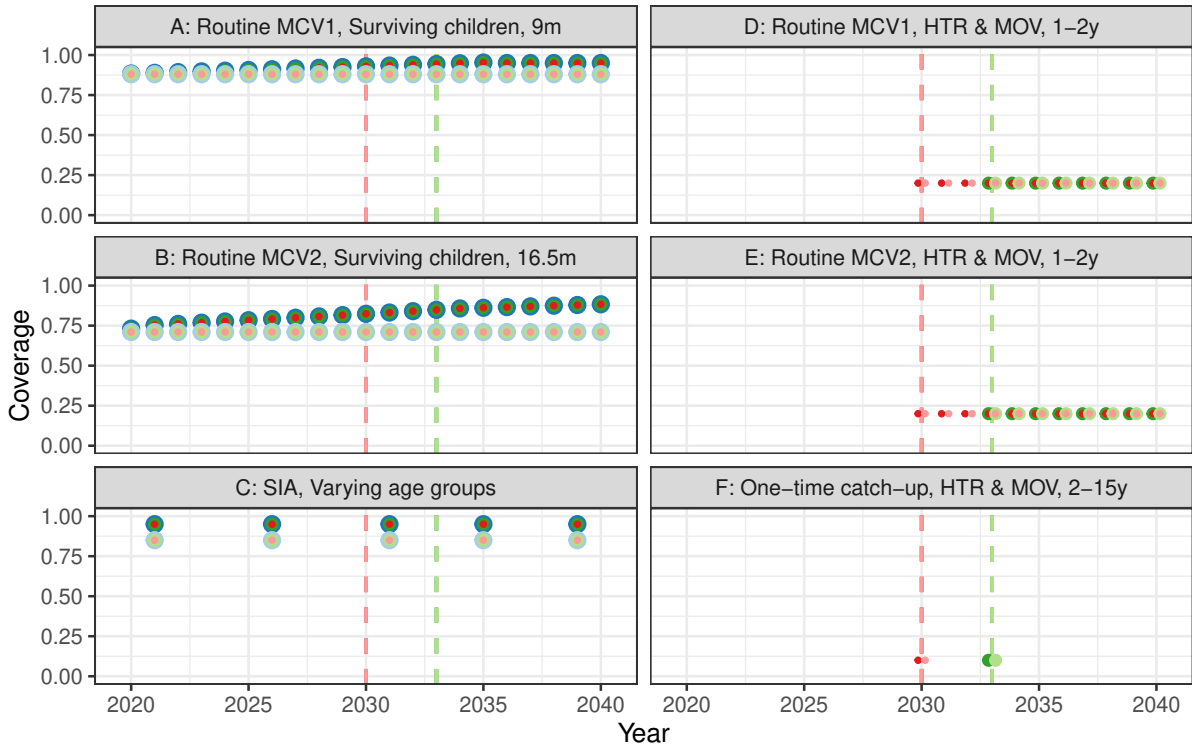 A: Routine MCV1, Surviving children, 9m
D: Routine MCV1, HTR & MOV, 1−2y
1.00
0.75
0.50
0.25
0.00
B: Routine MCV2, Surviving children, 16.5m
E: Routine MCV2, HTR & MOV, 1−2y
1.00
0.75
0.50
0.25
0.00
Coverage
C: SIA, Varying age groups
F: One−time catch−up, HTR & MOV, 2−15y
1.00
0.75
0.50
0.25
0.00
2020 2025 2030 2035 2040
2020 2025 2030 2035 2040
Year